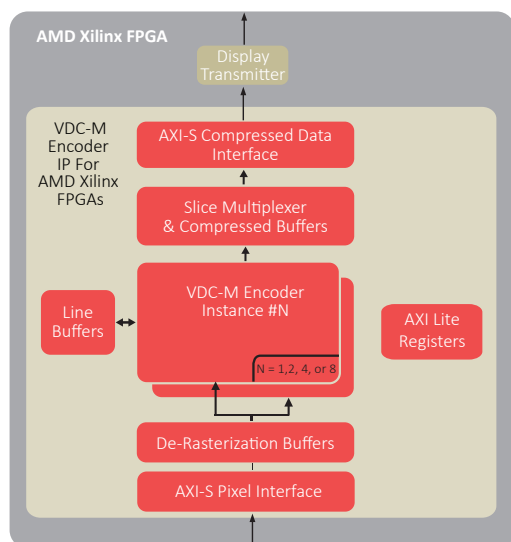 AMD Xilinx FPGA
Display
Transmitter
VDC-M
Encoder
IP For
AMD Xilinx
FPGAs
AXI-S Compressed Data
Interface
Slice Multiplexer
& Compressed Buffers
VDC-M Encoder
Instance #N
N = 1,2, 4, or 8
Line
Buffers
AXI Lite
Registers
De-Rasterization Buffers
AXI-S Pixel Interface